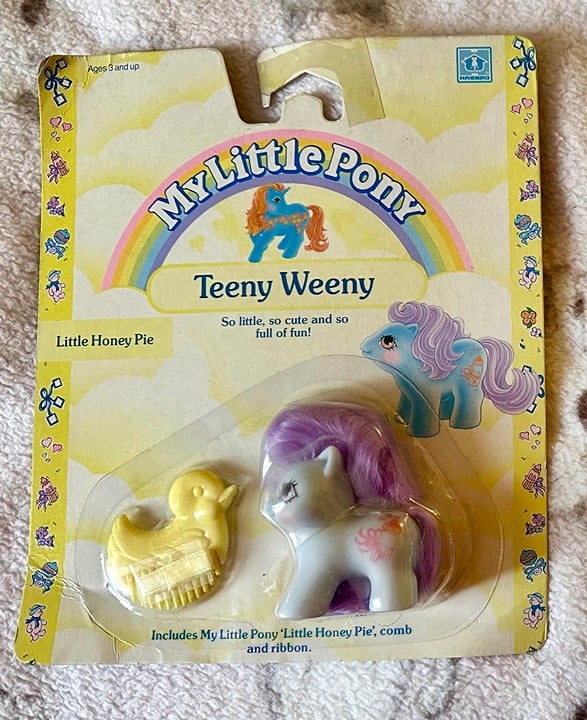 Ages 3 and up
HASBRO
My Little Pony
Teeny Weeny
So little, so cute and so
full of fun!
Little Honey Pie
Includes My Little Pony 'Little Honey Pie', comb
and ribbon.